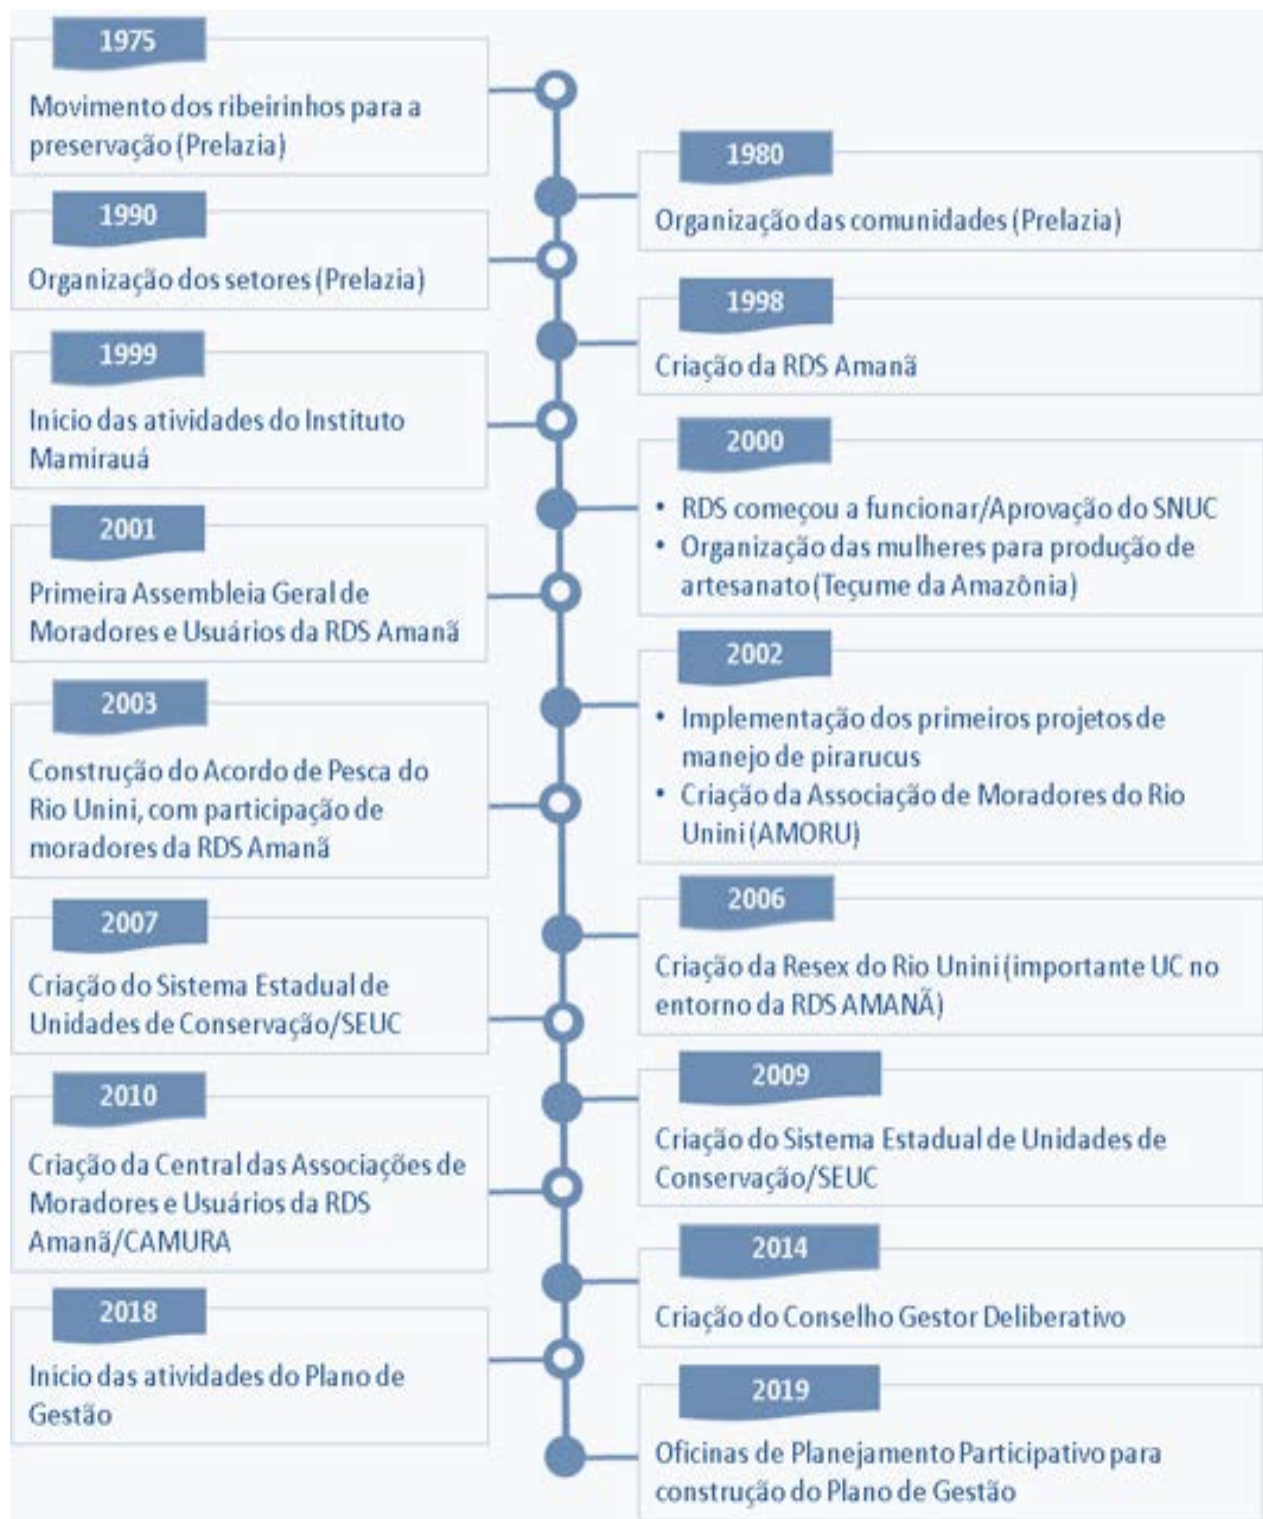 1975
Movimento dos ribeirinhos para a
preservação (Prelazia)
1980
Organização das comunidades (Prelazia)
1990
Organização dos setores (Prelazia)
1998
Criação da RDS Amanã
1999
Inicio das atividades do Instituto
Mamirauá
2000
• RDS começou a funcionar/Aprovação do SNUC
• Organização das mulheres para produção de
artesanato (Teçume da Amazônia)
2001
Primeira Assembleia Geral de
Moradores e Usuários da RDS Amanã
2002
• Implementação dos primeiros projetos de
manejo de pirarucus
• Criação da Associação de Moradores do Rio
Unini (AMORU)
2003
Construção do Acordo de Pesca do
Rio Unini, com participação de
moradores da RDS Amanã
2006
Criação da Resex do Rio Unini (importante UC no
entorno da RDS AMANÃ)
2007
Criação do Sistema Estadual de
Unidades de Conservação/SEUC
2009
Criação do Sistema Estadual de Unidades de
Conservação/SEUC
2010
Criação da Central das Associações de
Moradores e Usuários da RDS
Amanã/CAMURA
2014
Criação do Conselho Gestor Deliberativo
2018
Inicio das atividades do Plano de
Gestão
2019
Oficinas de Planejamento Participativo para
construção do Plano de Gestão